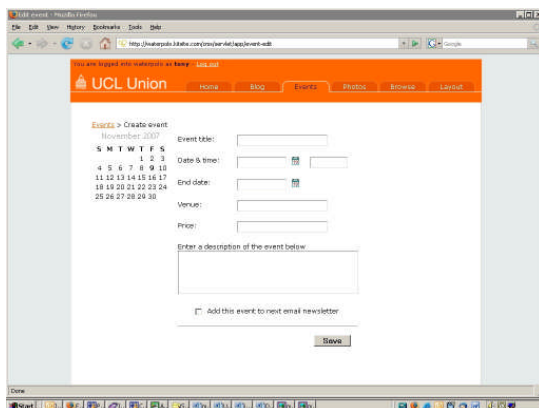 Edit event - Mozilla Firefox
File Edit View History Bookmarks Tools Help
You are logged into waterpolo as tony - Log out
UCL Union
Home Blog Events Photos Browse Layout
Events > Create event
November 2007
S M T W T F S
1 2 3
4 5 6 7 8 9 10
11 12 13 14 15 16 17
18 19 20 21 22 23 24
25 26 27 28 29 30
Event title:
Date & time:
End date:
Venue:
Price:
Enter a description of the event below
Add this event to next email newsletter
Save
Done
Start